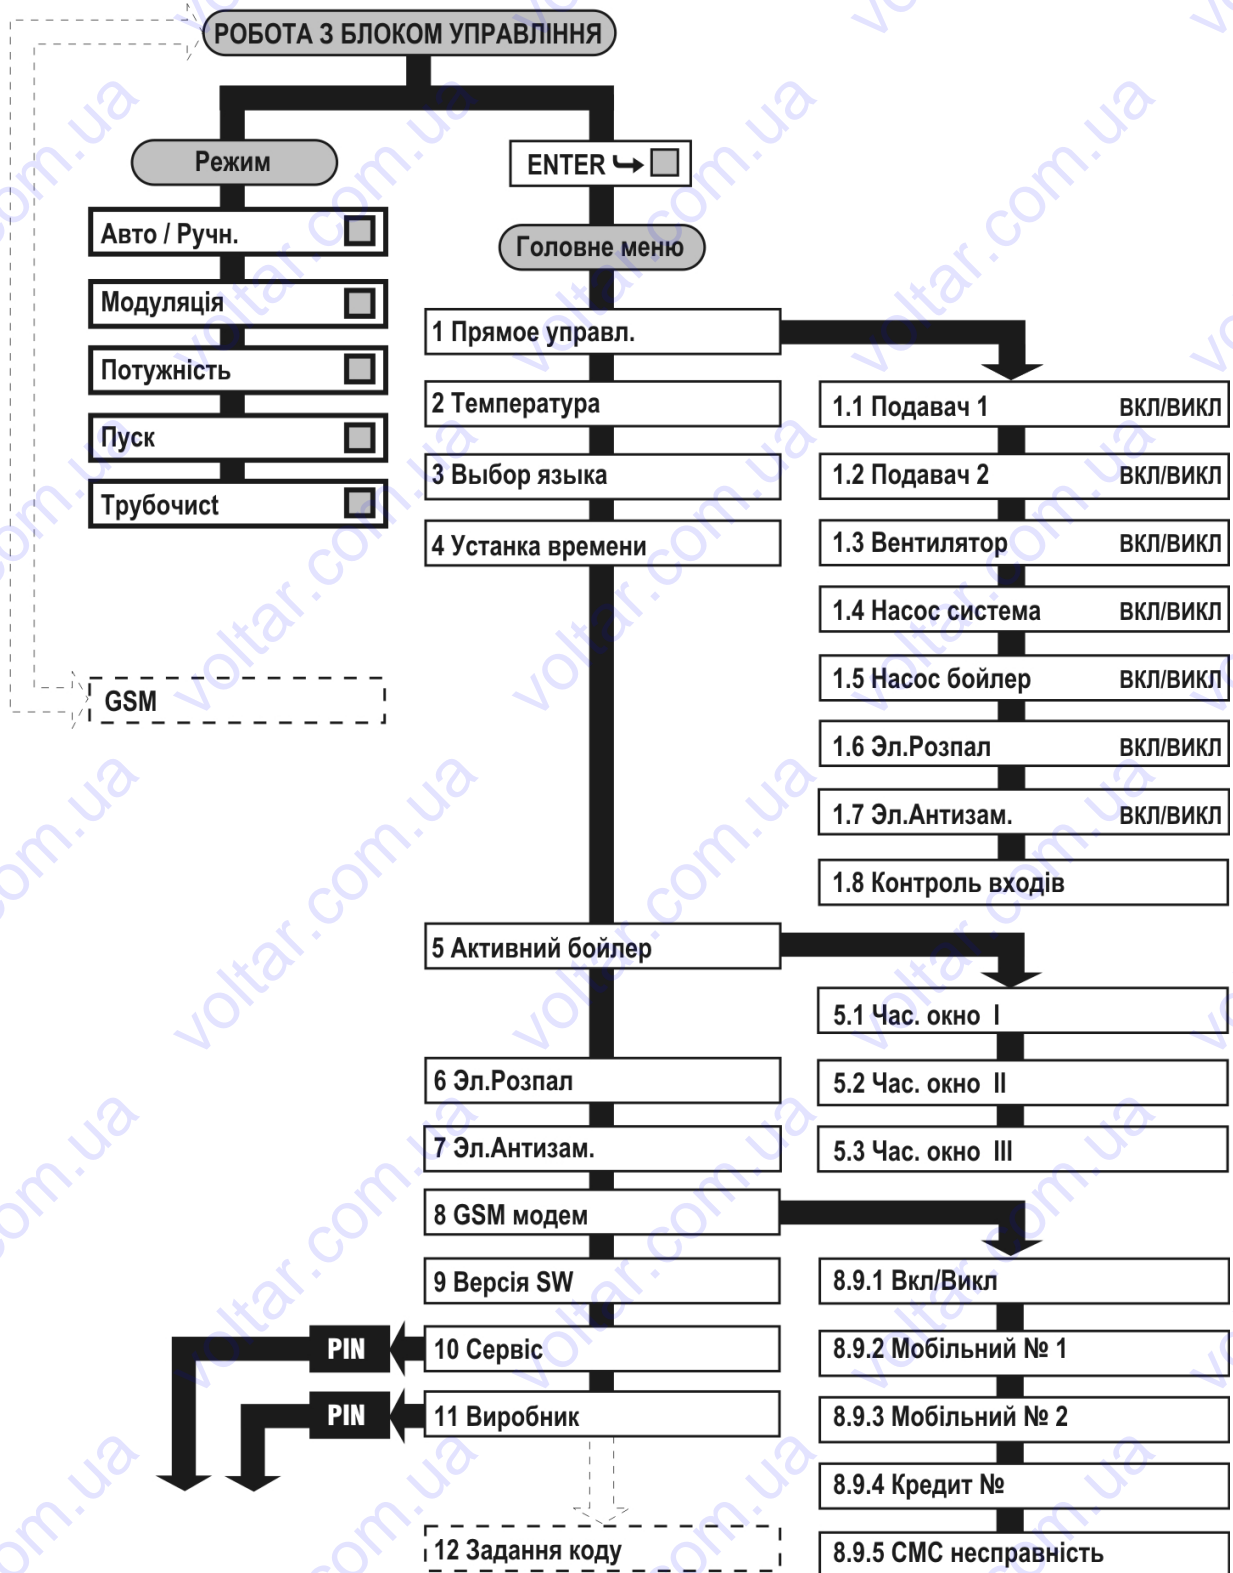 РОБОТА З БЛОКОМ УПРАВЛІННЯ
Режим
Авто / Ручн.
Модуляція
Потужність
Пуск
Трубочист
GSM
ENTER
Головне меню
1 Прямое управл.
2 Температура
3 Выбор языка
4 Устанка времени
5 Активний бойлер
6 Эл.Розпал
7 Эл.Антизам.
8 GSM модем
9 Версія SW
10 Сервіс
PIN
11 Виробник
PIN
12 Задання коду
1.1 Подавач 1 ВКЛ/ВИКЛ
1.2 Подавач 2 ВКЛ/ВИКЛ
1.3 Вентилятор ВКЛ/ВИКЛ
1.4 Насос система ВКЛ/ВИКЛ
1.5 Насос бойлер ВКЛ/ВИКЛ
1.6 Эл.Розпал ВКЛ/ВИКЛ
1.7 Эл.Антизам. ВКЛ/ВИКЛ
1.8 Контроль входів
5.1 Час. окно I
5.2 Час. окно II
5.3 Час. окно III
8.9.1 Вкл/Викл
8.9.2 Мобільний № 1
8.9.3 Мобільний № 2
8.9.4 Кредит №
8.9.5 СМС несправність
voltar.com.ua